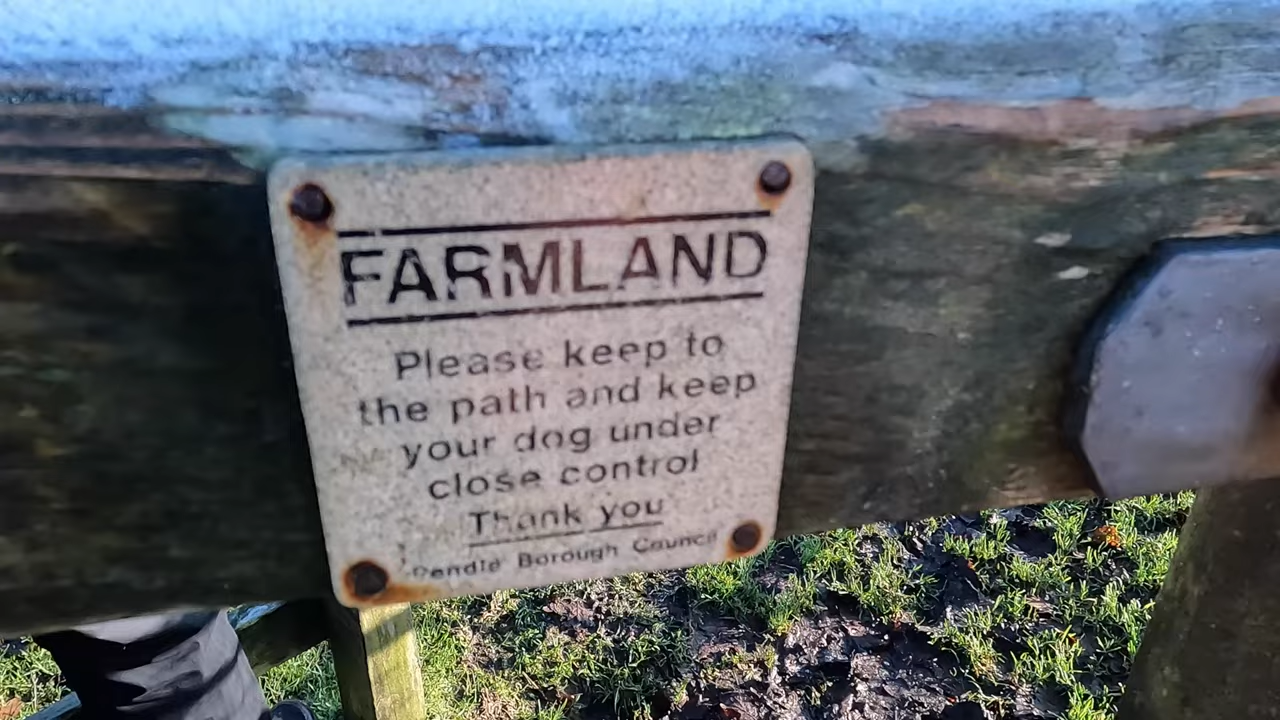 FARMLAND
Please keep to
the path and keep
your dog under
close control
Thank you
Pendle Borough Council